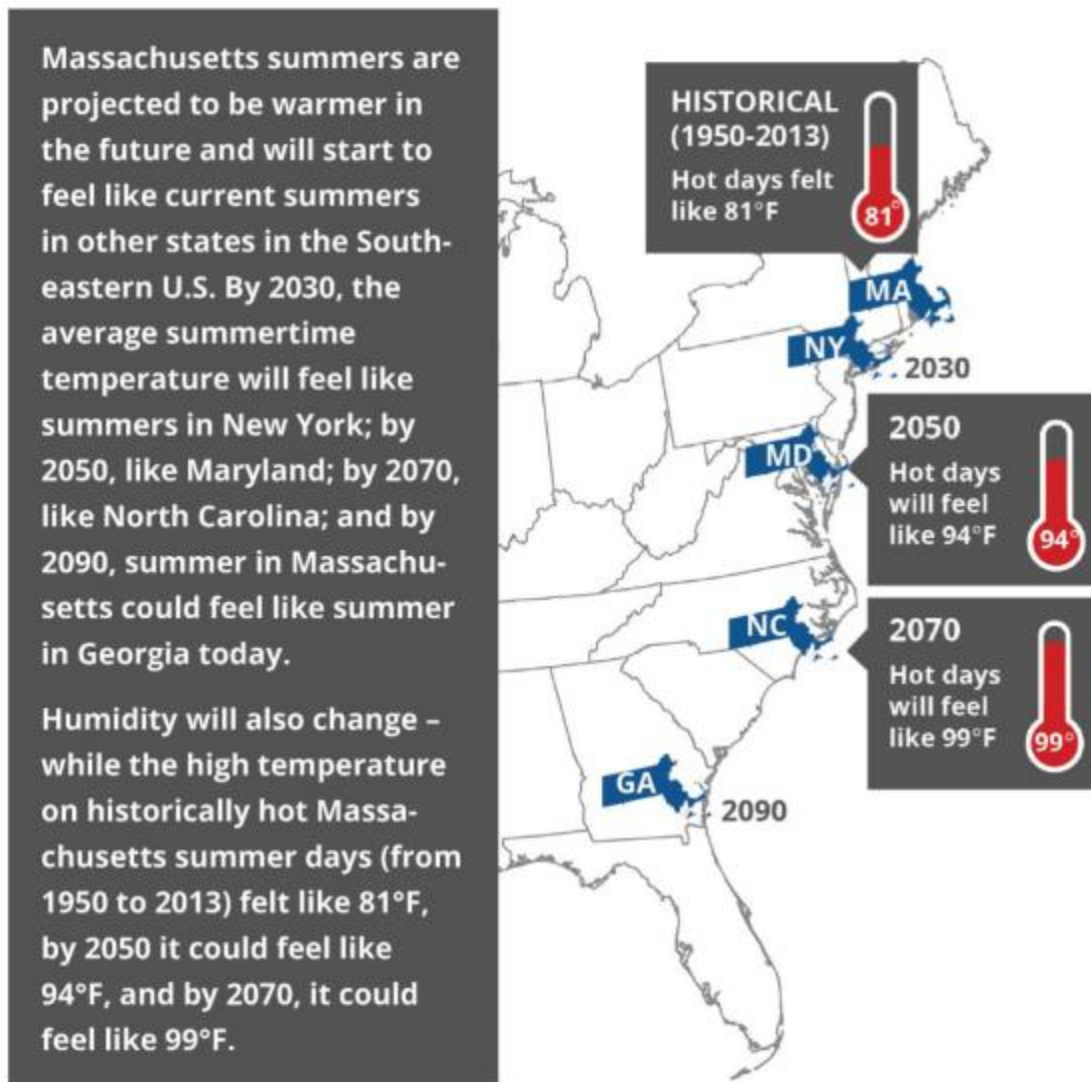 Massachusetts summers are
projected to be warmer in
the future and will start to
feel like current summers
in other states in the South-
eastern U.S. By 2030, the
average summertime
temperature will feel like
summers in New York; by
2050, like Maryland; by 2070,
like North Carolina; and by
2090, summer in Massachu-
setts could feel like summer
in Georgia today.
Humidity will also change –
while the high temperature
on historically hot Massa-
chusetts summer days (from
1950 to 2013) felt like 81°F,
by 2050 it could feel like
94°F, and by 2070, it could
feel like 99°F.
HISTORICAL
(1950-2013)
Hot days felt
like 81°F
81°
MA
NY
2030
2050
Hot days
will feel
like 94°F
94°
MD
2070
Hot days
will feel
like 99°F
99°
NC
GA
2090